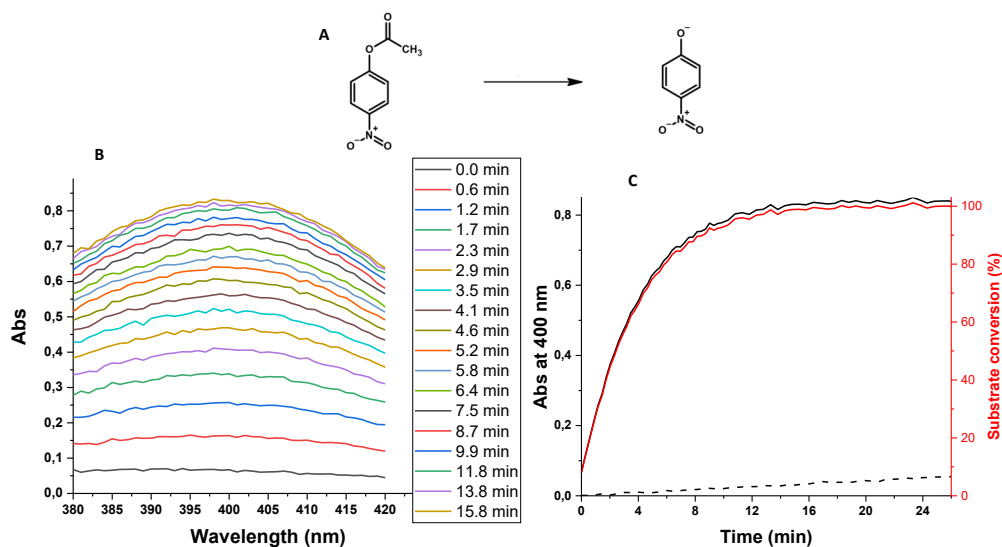 A
O
O
CH3
N+
O−
O
O−
N+
O−
O
B
0,8
0,7
0,6
0,5
0,4
0,3
0,2
0,1
0,0
Abs
380 385 390 395 400 405 410 415 420
Wavelength (nm)
0.0 min
0.6 min
1.2 min
1.7 min
2.3 min
2.9 min
3.5 min
4.1 min
4.6 min
5.2 min
5.8 min
6.4 min
7.5 min
8.7 min
9.9 min
11.8 min
13.8 min
15.8 min
C
0,8
0,6
0,4
0,2
0,0
Abs at 400 nm
0 4 8 12 16 20 24
Time (min)
100
80
60
40
20
0
Substrate conversion (%)